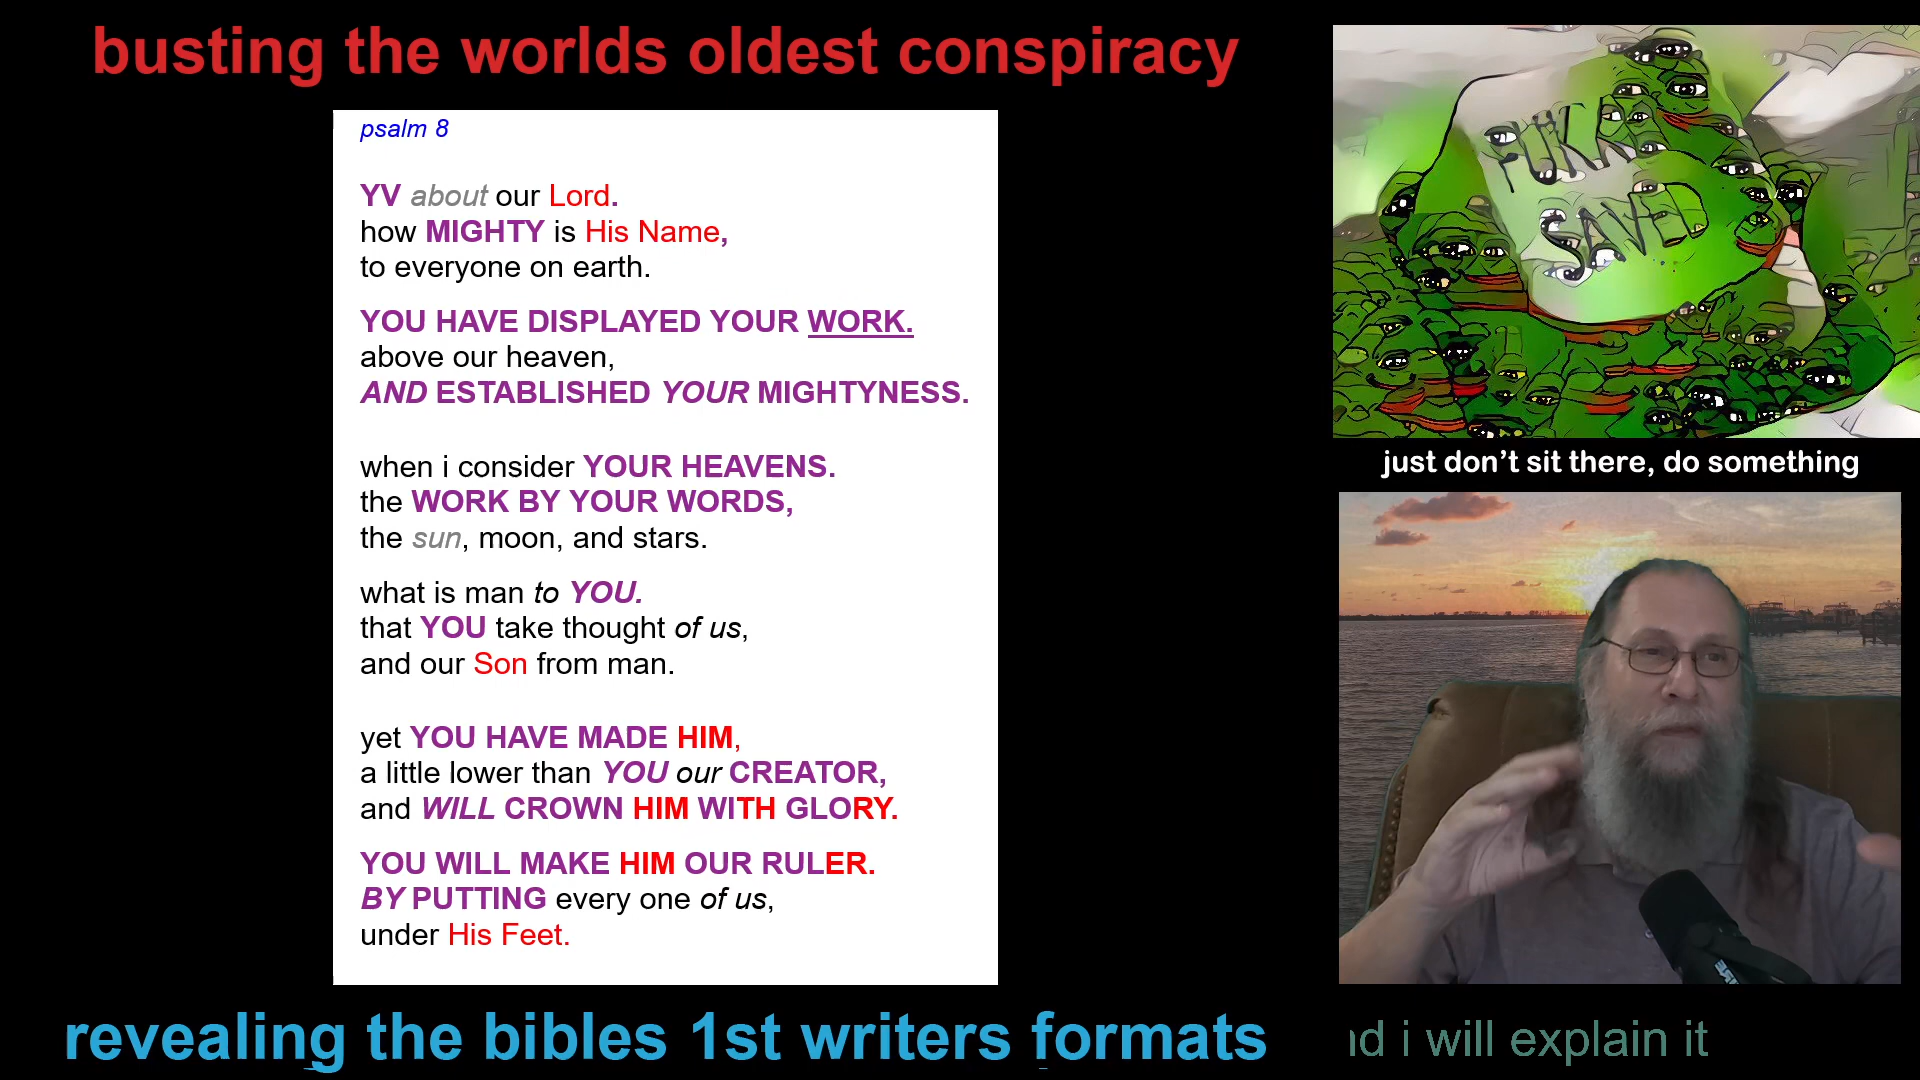 busting the worlds oldest conspiracy
psalm 8
YV about our Lord.
how MIGHTY is His Name,
to everyone on earth.
YOU HAVE DISPLAYED YOUR WORK.
above our heaven,
AND ESTABLISHED YOUR MIGHTYNESS.
when i consider YOUR HEAVENS.
the WORK BY YOUR WORDS,
the sun, moon, and stars.
what is man to YOU.
that YOU take thought of us,
and our Son from man.
yet YOU HAVE MADE HIM,
a little lower than YOU our CREATOR,
and WILL CROWN HIM WITH GLORY.
YOU WILL MAKE HIM OUR RULER.
BY PUTTING every one of us,
under His Feet.
SAVE
just don't sit there, do something
revealing the bibles 1st writers formats
i will explain it